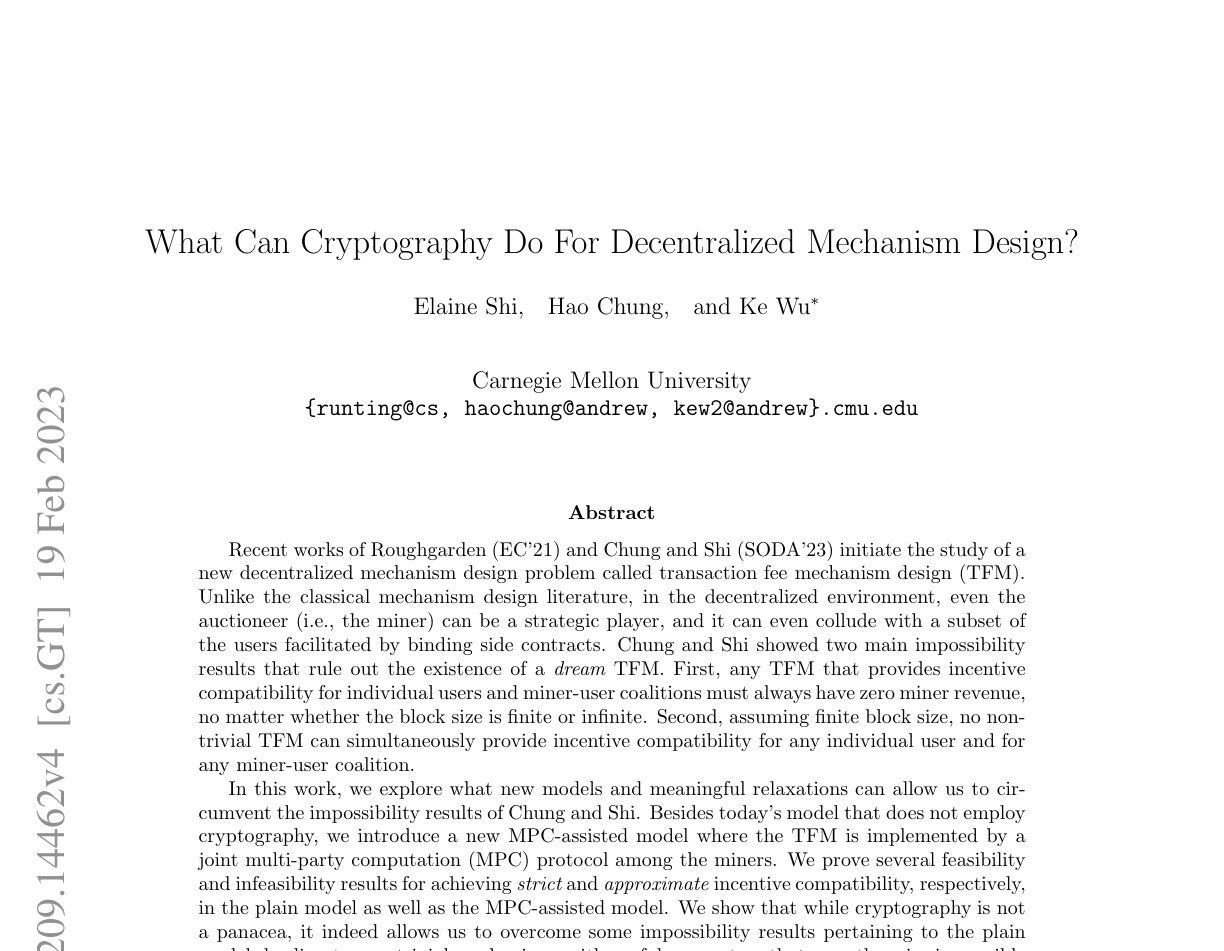 What Can Cryptography Do For Decentralized Mechanism Design?
Elaine Shi, Hao Chung, and Ke Wu*
Carnegie Mellon University
{runting@cs, haochung@andrew, kew2@andrew}.cmu.edu
209.14462v4 [cs.GT] 19 Feb 2023
Abstract
Recent works of Roughgarden (EC'21) and Chung and Shi (SODA'23) initiate the study of a
new decentralized mechanism design problem called transaction fee mechanism design (TFM).
Unlike the classical mechanism design literature, in the decentralized environment, even the
auctioneer (i.e., the miner) can be a strategic player, and it can even collude with a subset of
the users facilitated by binding side contracts. Chung and Shi showed two main impossibility
results that rule out the existence of a dream TFM. First, any TFM that provides incentive
compatibility for individual users and miner-user coalitions must always have zero miner revenue,
no matter whether the block size is finite or infinite. Second, assuming finite block size, no non-
trivial TFM can simultaneously provide incentive compatibility for any individual user and for
any miner-user coalition.
In this work, we explore what new models and meaningful relaxations can allow us to cir-
cumvent the impossibility results of Chung and Shi. Besides today's model that does not employ
cryptography, we introduce a new MPC-assisted model where the TFM is implemented by a
joint multi-party computation (MPC) protocol among the miners. We prove several feasibility
and infeasibility results for achieving strict and approximate incentive compatibility, respectively,
in the plain model as well as the MPC-assisted model. We show that while cryptography is not
a panacea, it indeed allows us to overcome some impossibility results pertaining to the plain